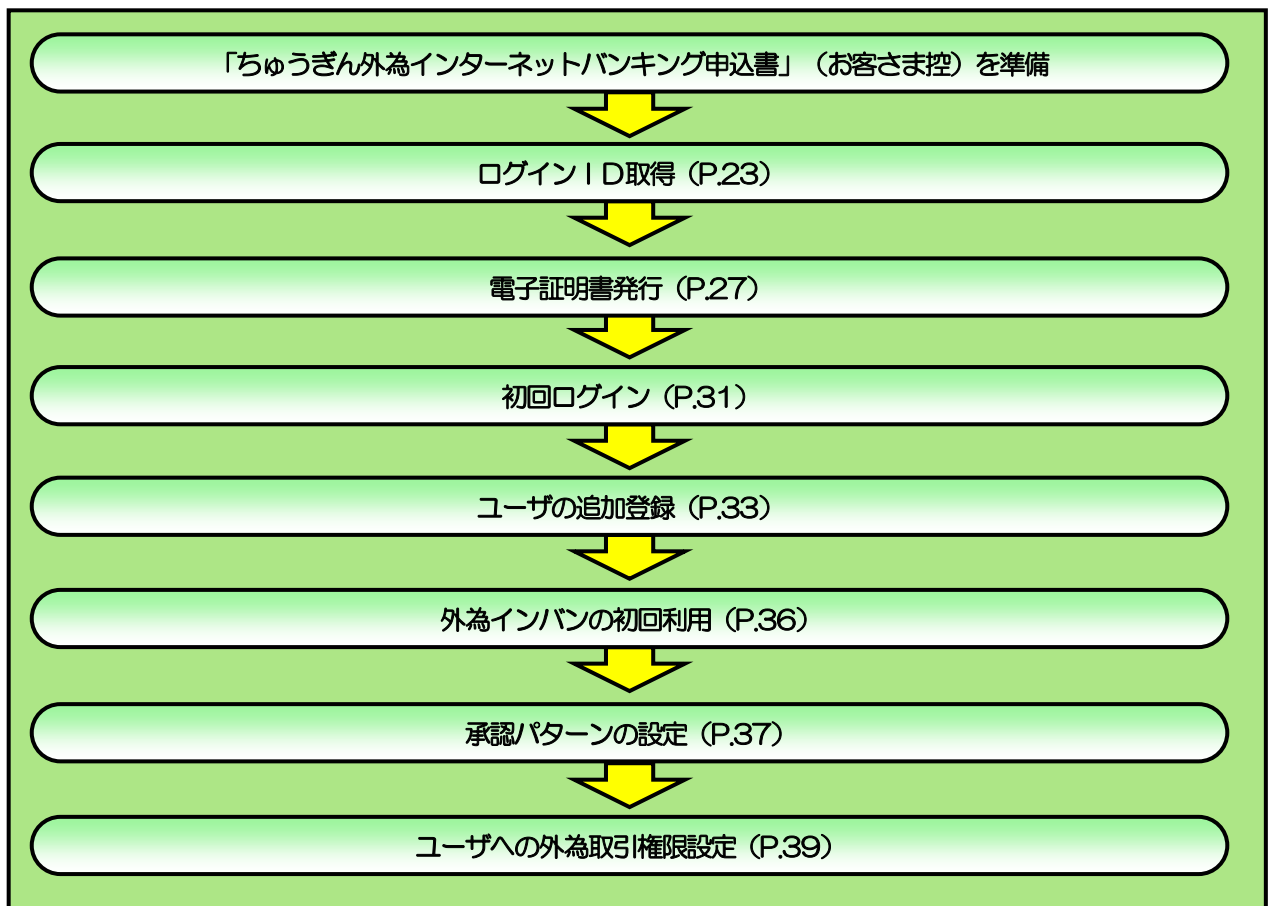 「ちゅうぎん外為インターネットバンキング申込書」（お客さま控）を準備
ログインＩＤ取得（P.23）
電子証明書発行（P.27）
初回ログイン（P.31）
ユーザの追加登録（P.33）
外為インバンの初回利用（P.36）
承認パターンの設定（P.37）
ユーザへの外為取引権限設定（P.39）